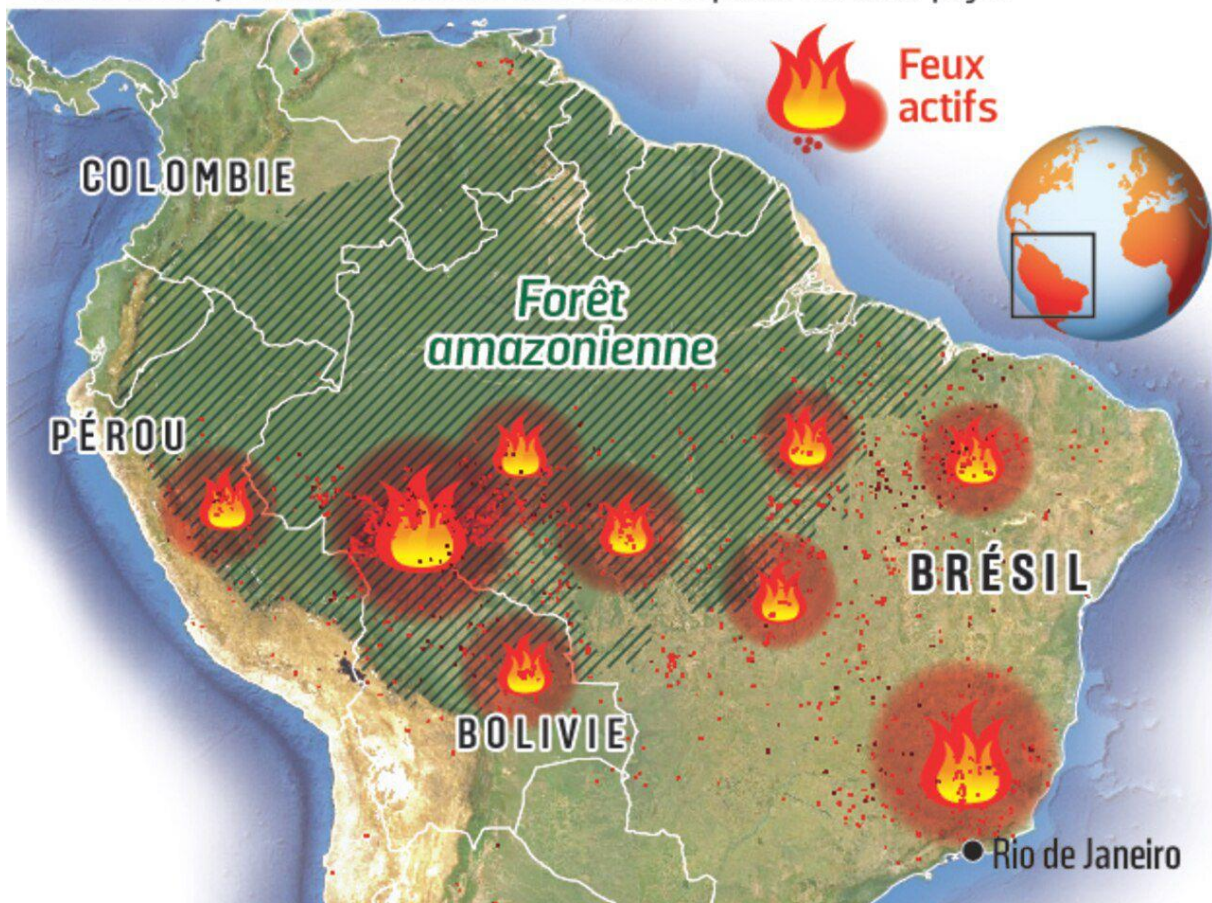 Feux
actifs
COLOMBIE
Forêt
amazonienne
PÉROU
BRÉSIL
BOLIVIE
Rio de Janeiro